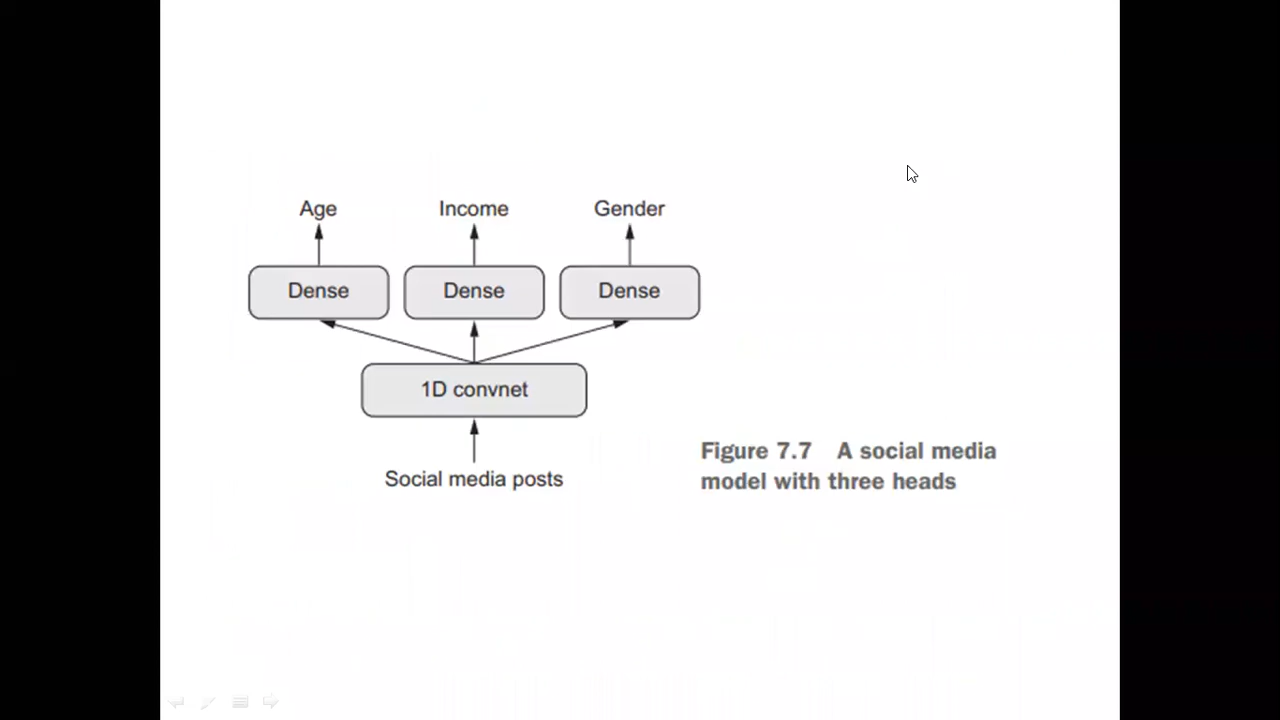 Age Income Gender
Dense Dense Dense
1D convnet
Social media posts
Figure 7.7 A social media
model with three heads